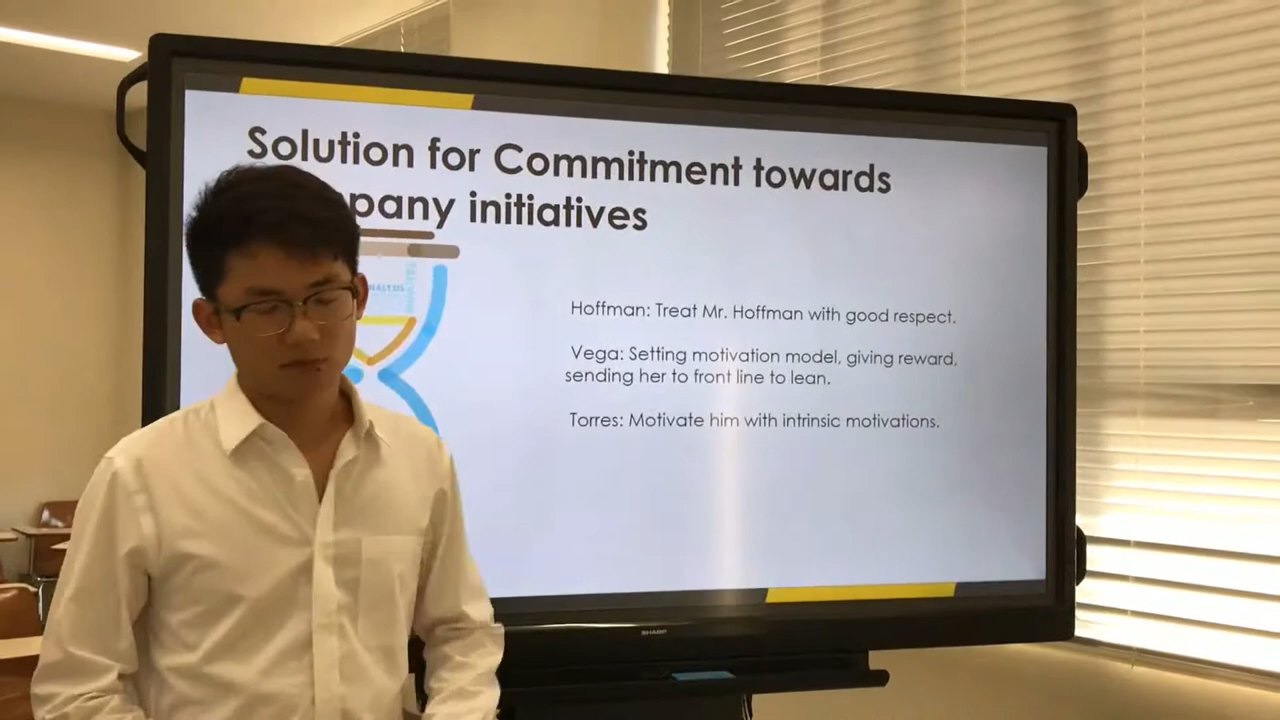 Solution for Commitment towards
pany initiatives
Hoffman: Treat Mr. Hoffman with good respect.
Vega: Setting motivation model, giving reward,
sending her to front line to lean.
Torres: Motivate him with intrinsic motivations.
SHARP